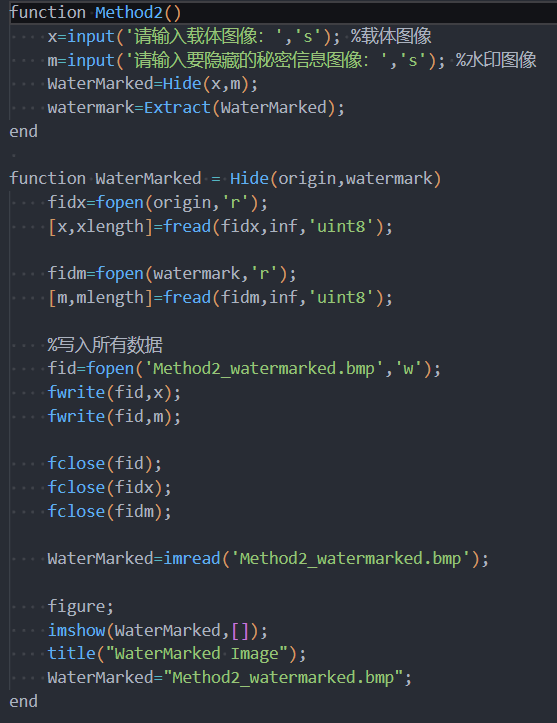 function Method2()
x=input('请输入载体图像：','s'); %载体图像
m=input('请输入要隐藏的秘密信息图像：','s'); %水印图像
WaterMarked=Hide(x,m);
watermark=Extract(WaterMarked);
end
function WaterMarked = Hide(origin,watermark)
fidx=fopen(origin,'r');
[x,xlength]=fread(fidx,inf,'uint8');
fidm=fopen(watermark,'r');
[m,mlength]=fread(fidm,inf,'uint8');
%写入所有数据
fid=fopen('Method2_watermarked.bmp','w');
fwrite(fid,x);
fwrite(fid,m);
fclose(fid);
fclose(fidx);
fclose(fidm);
WaterMarked=imread('Method2_watermarked.bmp');
figure;
imshow(WaterMarked,[]);
title("WaterMarked Image");
WaterMarked="Method2_watermarked.bmp";
end